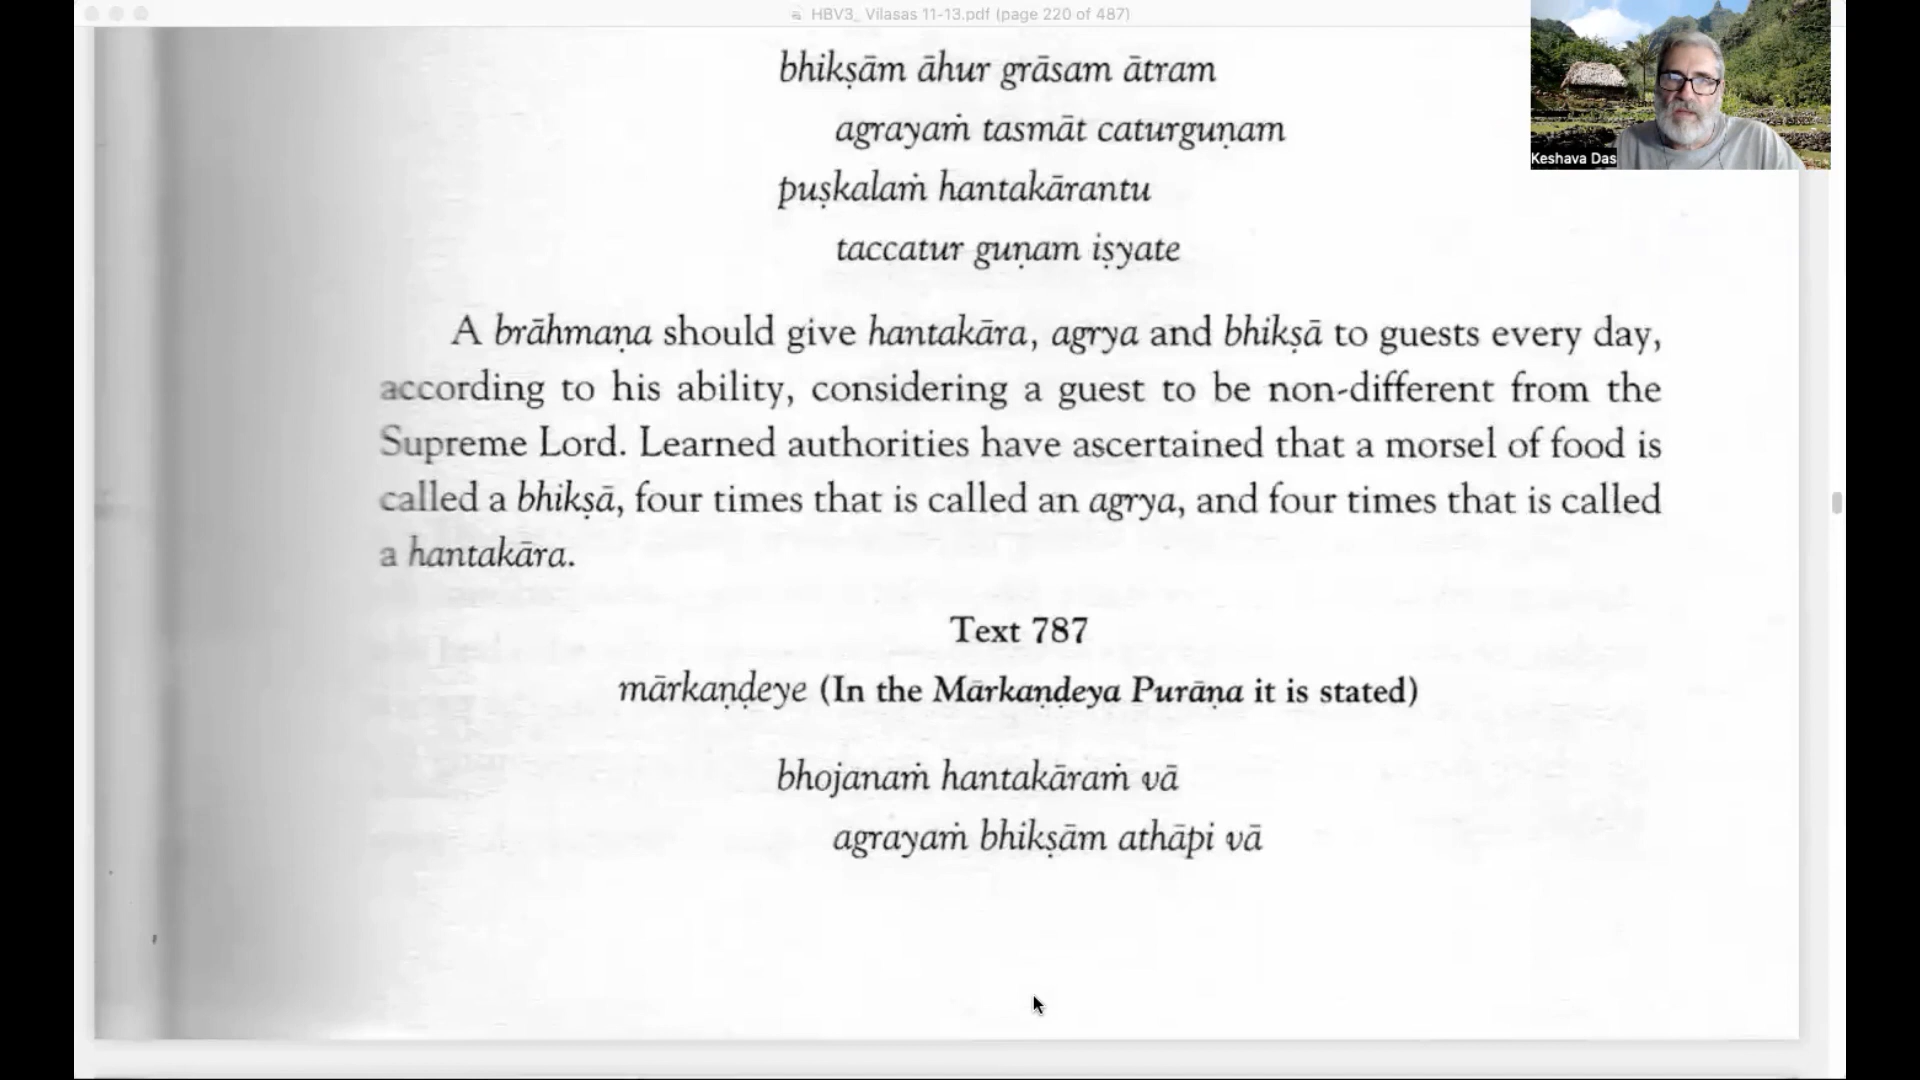 HBV3_ Vilasas 11-13.pdf (page 220 of 487)
Keshava Das
bhikṣām āhur grāsam ātram
agrayaṁ tasmāt caturguṇam
puṣkalaṁ hantakārantu
taccatur guṇam iṣyate
A brāhmaṇa should give hantakāra, agrya and bhikṣā to guests every day,
according to his ability, considering a guest to be non-different from the
Supreme Lord. Learned authorities have ascertained that a morsel of food is
called a bhikṣā, four times that is called an agrya, and four times that is called
a hantakāra.
Text 787
mārkaṇḍeye (In the Mārkaṇḍeya Purāṇa it is stated)
bhojanaṁ hantakāraṁ vā
agrayaṁ bhikṣām athāpi vā